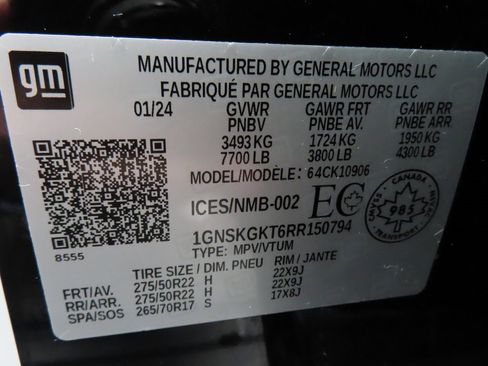 gm
MANUFACTURED BY GENERAL MOTORS LLC
FABRIQUÉ PAR GENERAL MOTORS LLC
01/24 GVWR GAWR FRT GAWR RR
PNBV PNBE AV. PNBE ARR
3493 KG 1724 KG 1950 KG
7700 LB 3800 LB 4300 LB
MODEL/MODÈLE: 64CK10906
ICES/NMB-002 EC
CANADA
SVMAC NSVAC
985
TRANSPORT
1GNSKGKT6RR150794
8555
TYPE: MPV/VTUM
TIRE SIZE / DIM. PNEU RIM / JANTE
FRT/AV. 275/50R22 H 22X9J
RR/ARR. 275/50R22 H 22X9J
SPA/SOS 265/70R17 S 17X8J